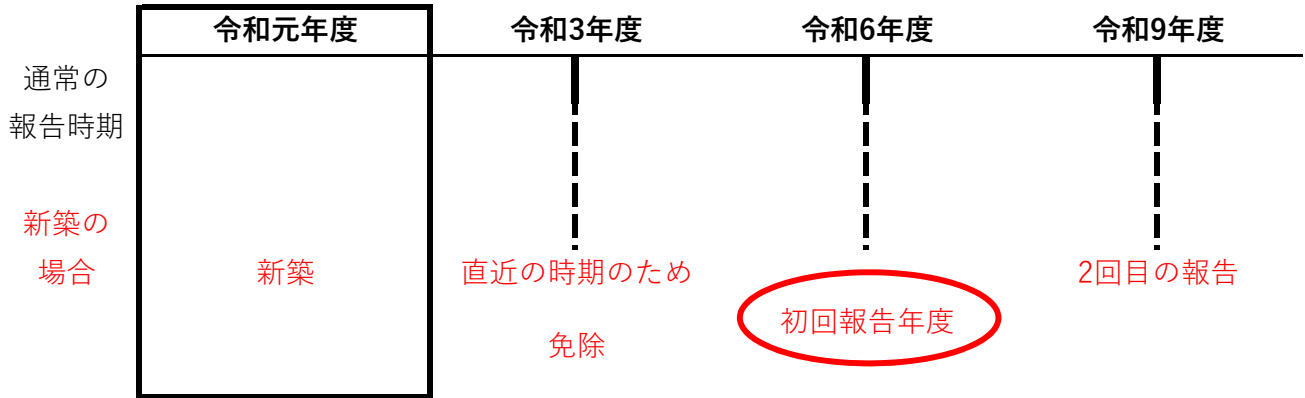 令和元年度 令和3年度 令和6年度 令和9年度
通常の
報告時期
新築の
場合
新築
直近の時期のため
免除
初回報告年度
2回目の報告